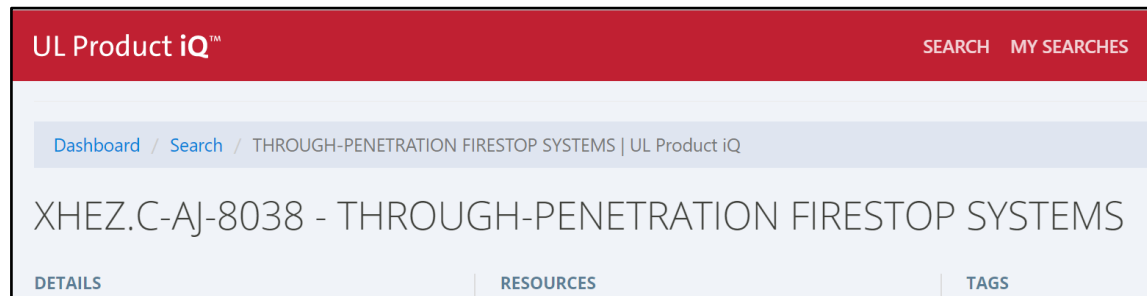 UL Product iQ™ SEARCH MY SEARCHES
Dashboard / Search / THROUGH-PENETRATION FIRESTOP SYSTEMS | UL Product iQ
XHEZ.C-AJ-8038 - THROUGH-PENETRATION FIRESTOP SYSTEMS
DETAILS RESOURCES TAGS